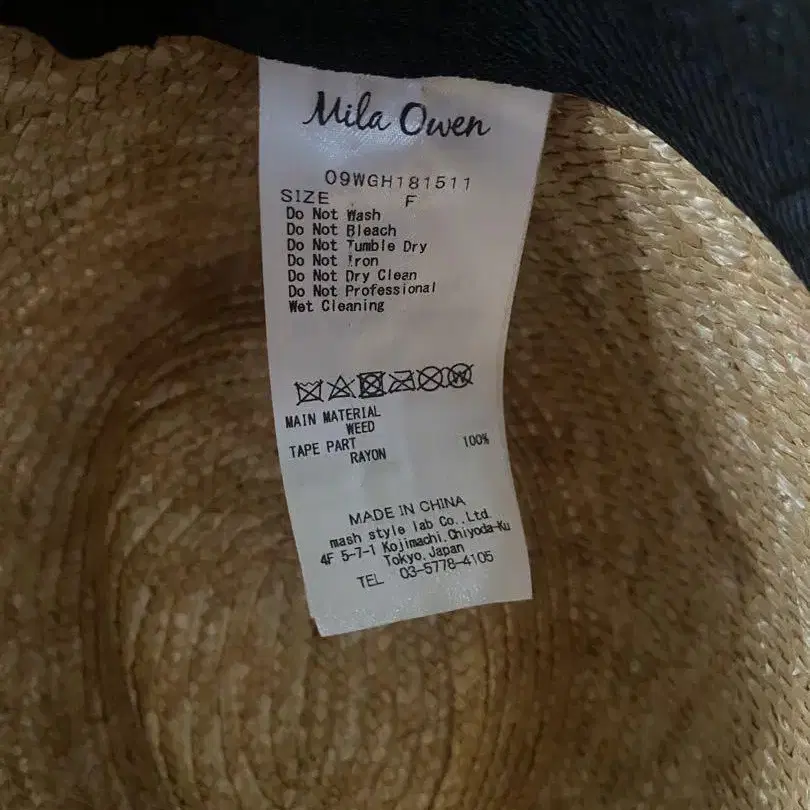 Mila Owen
09WGH181511
SIZE F
Do Not Wash
Do Not Bleach
Do Not Tumble Dry
Do Not Iron
Do Not Dry Clean
Do Not Professional
Wet Cleaning
W
MAIN MATERIAL
WEED
TAPE PART
RAYON 100%
MADE IN CHINA
mash style lab Co.,Ltd.
4F 5-7-1 Kojimachi.Chiyoda-Ku
Tokyo.Japan
TEL 03-5778-4105